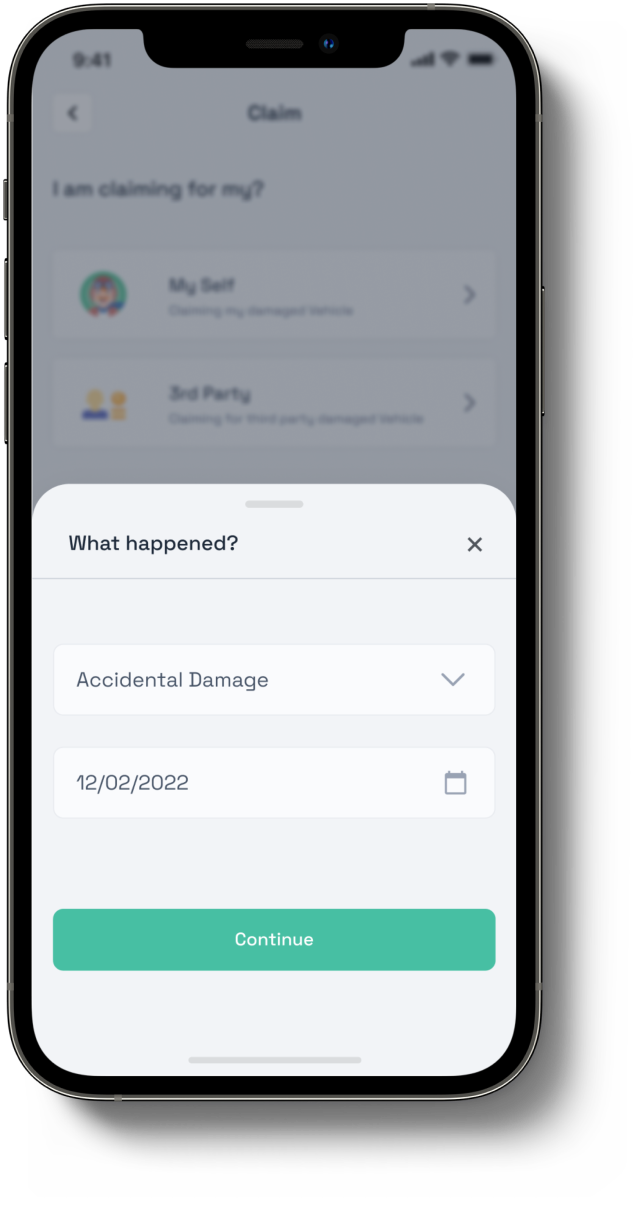 9:41
Claim
I am claiming for my?
My Self
Claiming my damaged Vehicle
3rd Party
Claiming for third party damaged Vehicle
What happened?
Accidental Damage
12/02/2022
Continue